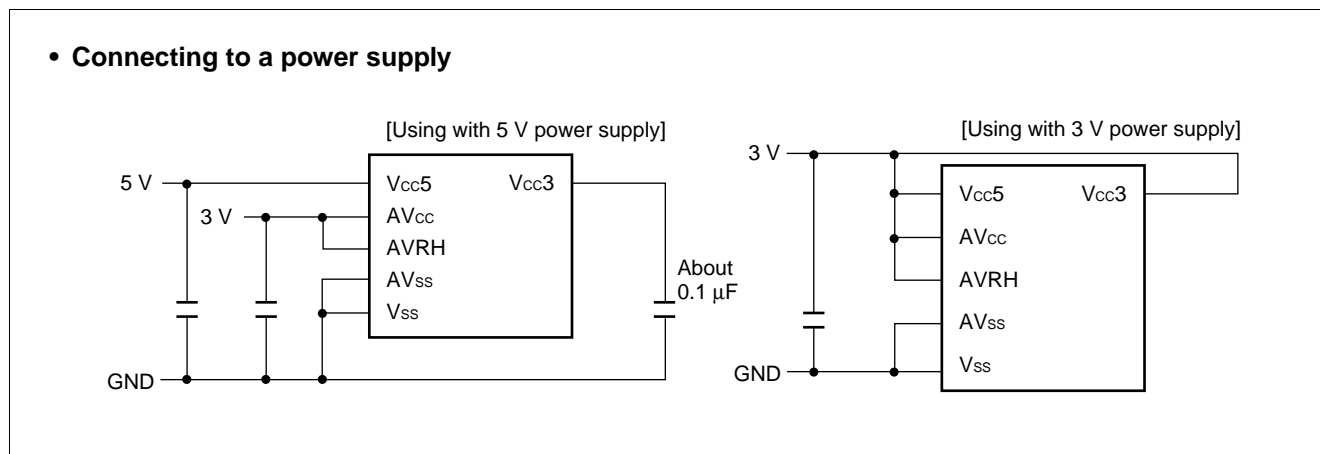 • Connecting to a power supply
[Using with 5 V power supply]
5 V
3 V
GND
Vcc5
Vcc3
AVcc
AVRH
AVss
Vss
About
0.1 μF
[Using with 3 V power supply]
3 V
GND
Vcc5
Vcc3
AVcc
AVRH
AVss
Vss